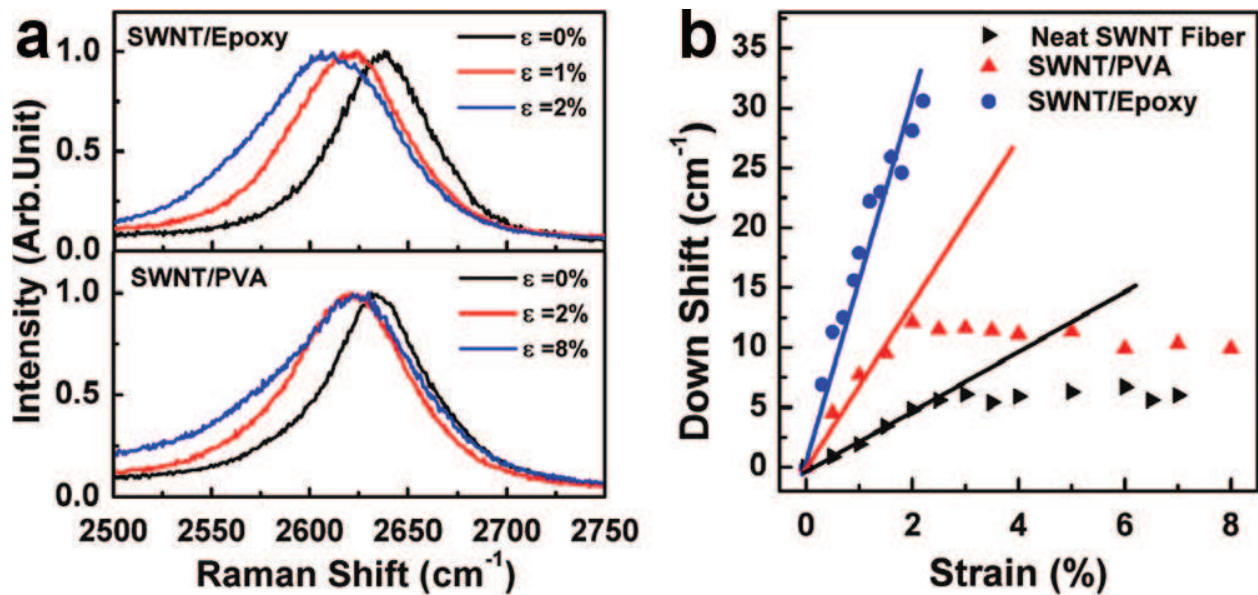 a
SWNT/Epoxy
ε =0%
ε =1%
ε =2%
1.0
0.5
0.0
SWNT/PVA
ε =0%
ε =2%
ε =8%
1.0
0.5
0.0
Intensity (Arb.Unit)
2500 2550 2600 2650 2700 2750
Raman Shift (cm⁻¹)
b
Neat SWNT Fiber
SWNT/PVA
SWNT/Epoxy
35
30
25
20
15
10
5
0
Down Shift (cm⁻¹)
0 2 4 6 8
Strain (%)